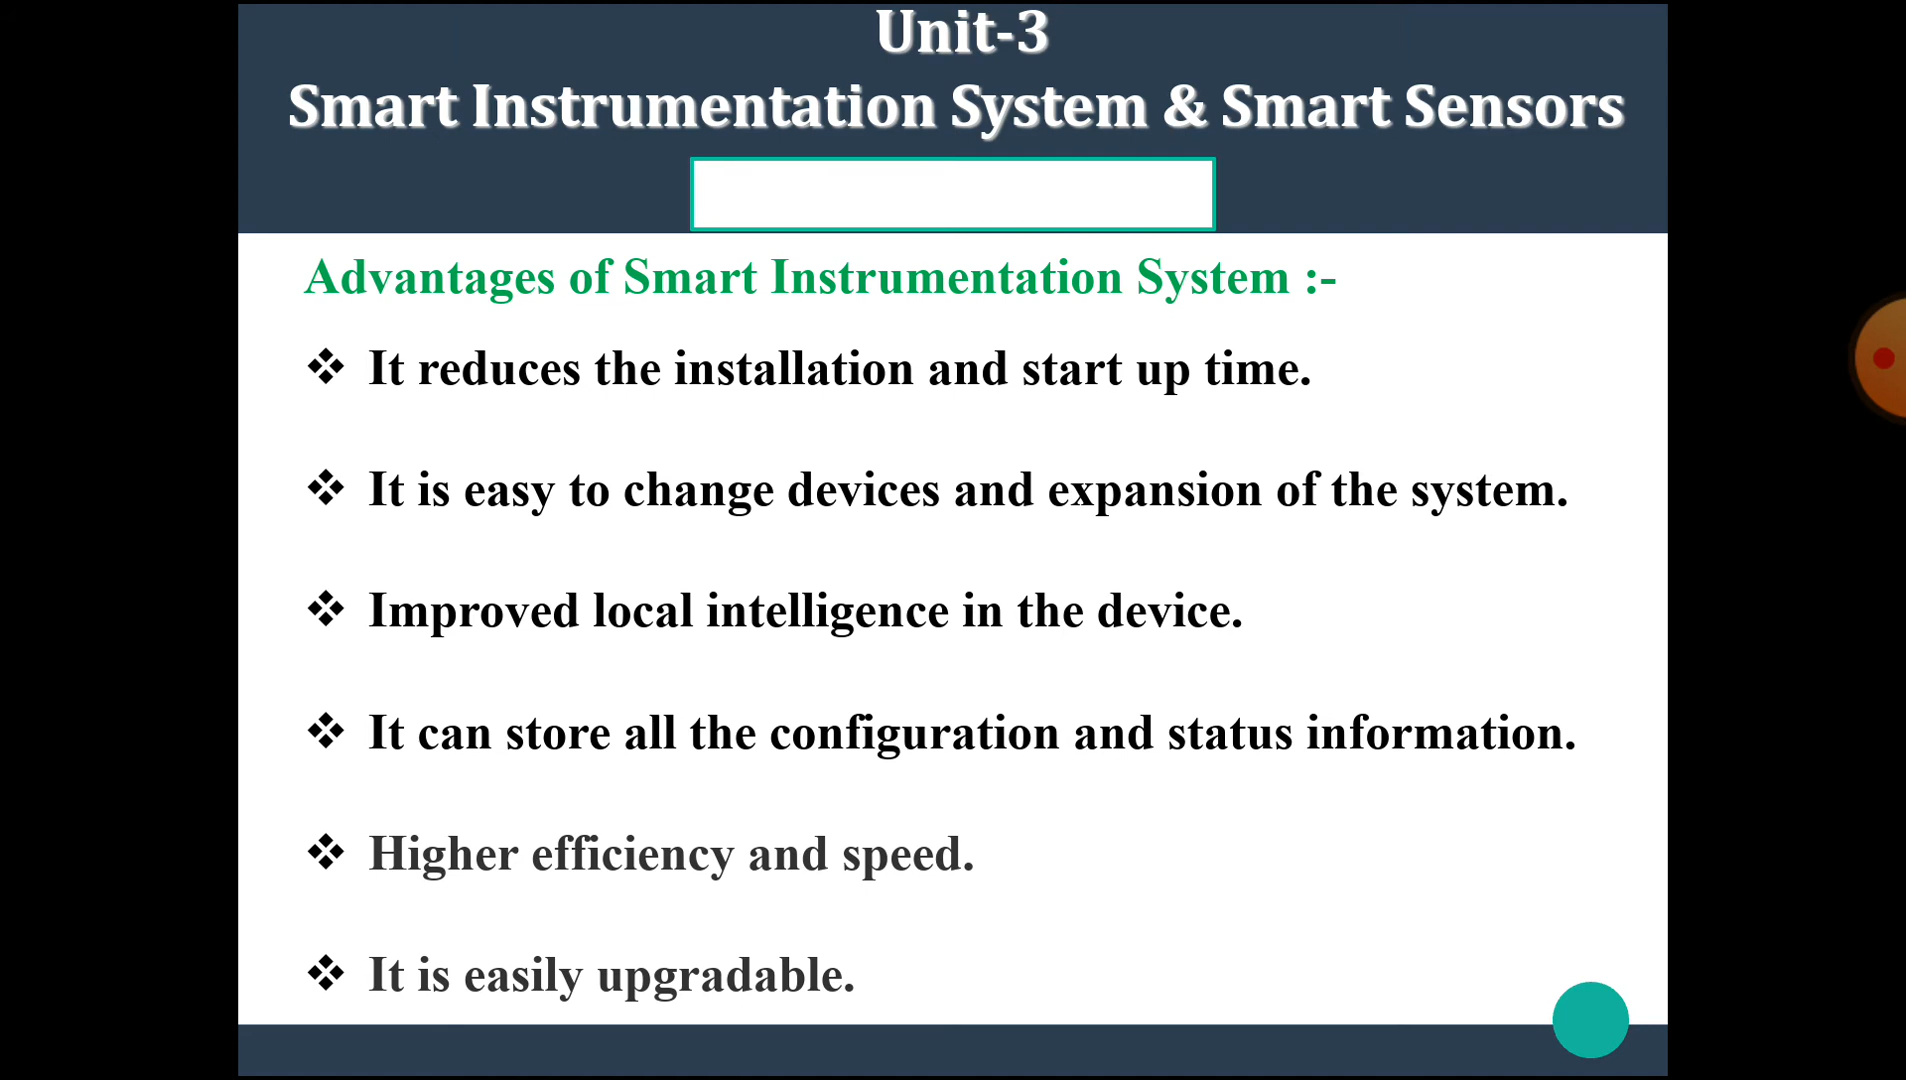 Unit-3
Smart Instrumentation System & Smart Sensors
Advantages of Smart Instrumentation System :-
❖ It reduces the installation and start up time.
❖ It is easy to change devices and expansion of the system.
❖ Improved local intelligence in the device.
❖ It can store all the configuration and status information.
❖ Higher efficiency and speed.
❖ It is easily upgradable.